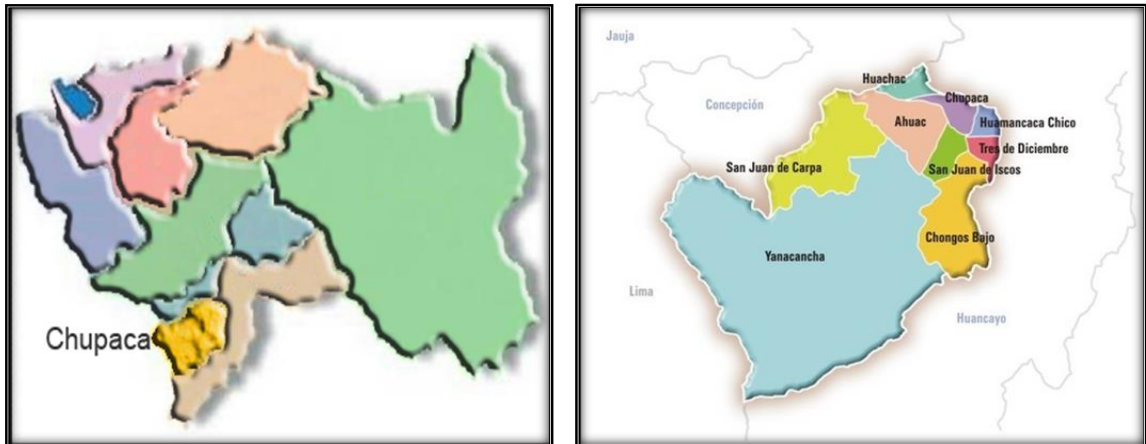 Chupaca
Jauja
Huachac
Concepción
Chupaca
Ahuac
Huamancaca Chico
Tres de Diciembre
San Juan de Carpa
San Juan de Iscos
Chongos Bajo
Yanacancha
Lima
Huancayo